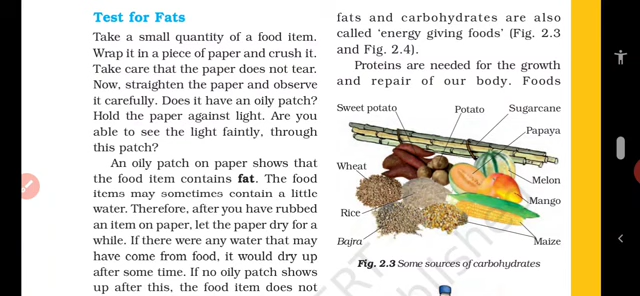 Test for Fats
Take a small quantity of a food item.
Wrap it in a piece of paper and crush it.
Take care that the paper does not tear.
Now, straighten the paper and observe
it carefully. Does it have an oily patch?
Hold the paper against light. Are you
able to see the light faintly, through
this patch?
An oily patch on paper shows that
the food item contains fat. The food
items may sometimes contain a little
water. Therefore, after you have rubbed
an item on paper, let the paper dry for a
while. If there were any water that may
have come from food, it would dry up
after some time. If no oily patch shows
up after this, the food item does not
fats and carbohydrates are also
called ‘energy giving foods’ (Fig. 2.3
and Fig. 2.4).
Proteins are needed for the growth
and repair of our body. Foods
Sweet potato
Potato
Sugarcane
Papaya
Wheat
Melon
Mango
Rice
Bajra
Maize
Fig. 2.3 Some sources of carbohydrates